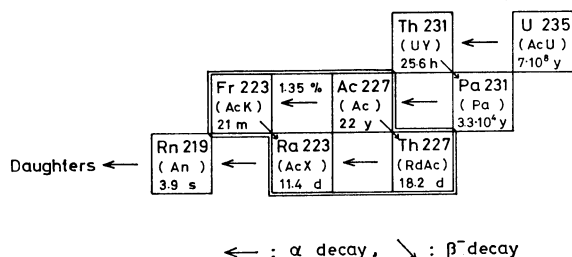 Th 231
(UY)
25·6 h
U 235
(AcU)
7·10⁸ y
Fr 223
(AcK)
21 m
1.35 %
Ac 227
(Ac)
22 y
Pa 231
(Pa)
3.3·10⁴y
Daughters
Rn 219
(An)
3.9 s
Ra 223
(AcX)
11.4 d
Th 227
(RdAc)
18.2 d
← : α decay, ↘ : β⁻ decay